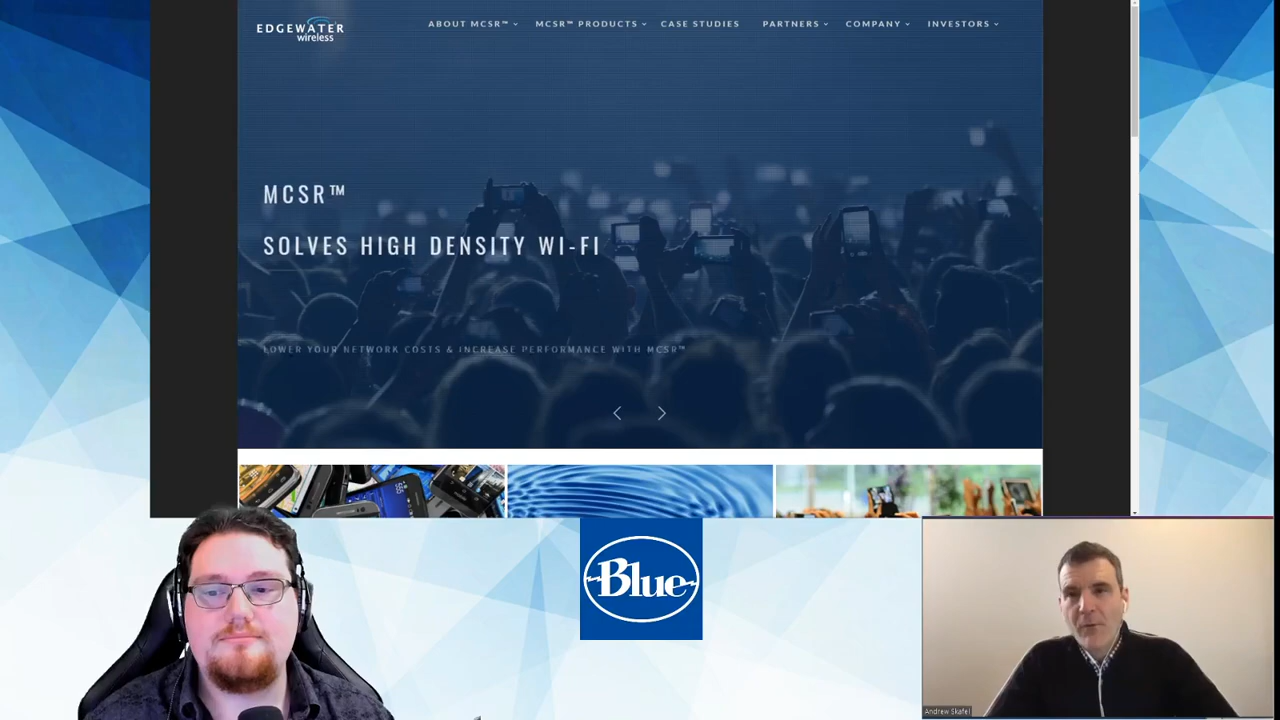 EDGEWATER
wireless
ABOUT MCSR™ MCSR™ PRODUCTS CASE STUDIES PARTNERS COMPANY INVESTORS
MCSR™
SOLVES HIGH DENSITY WI-FI
LOWER YOUR NETWORK COSTS & INCREASE PERFORMANCE WITH MCSR™
Blue
Andrew Skafel